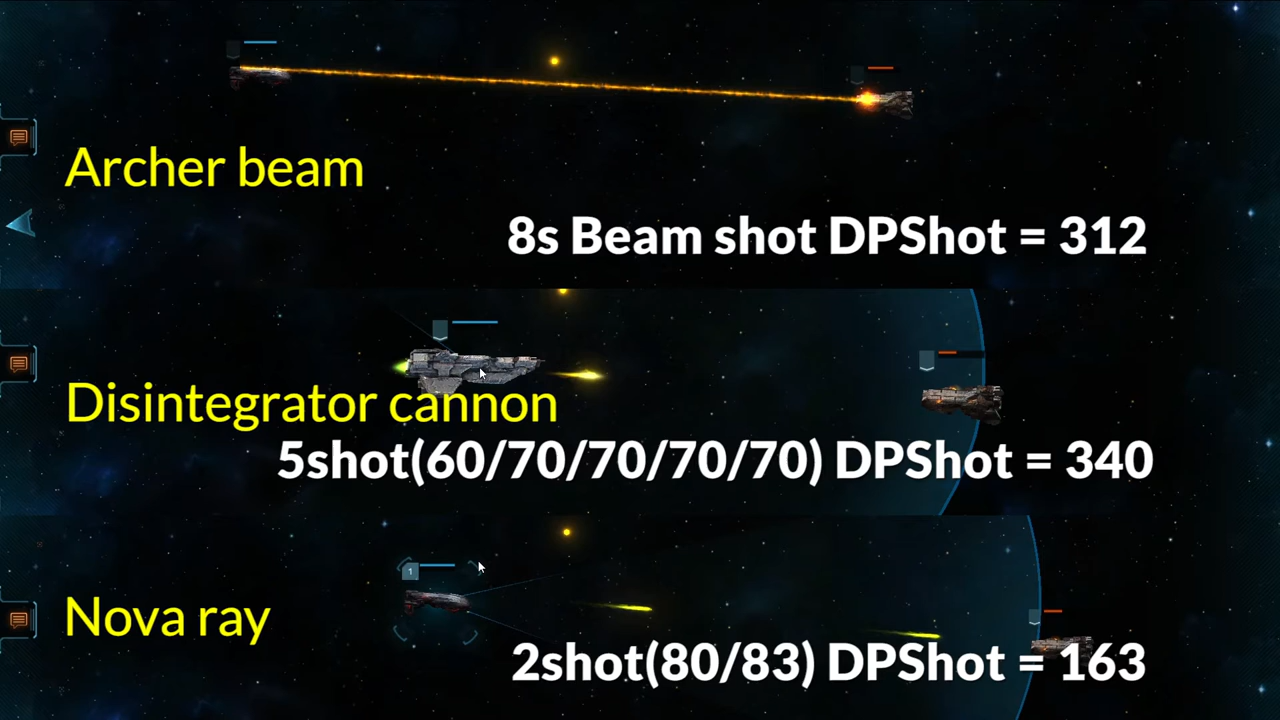 Archer beam
8s Beam shot DPShot = 312
Disintegrator cannon
5shot(60/70/70/70/70) DPShot = 340
1
Nova ray
2shot(80/83) DPShot = 163